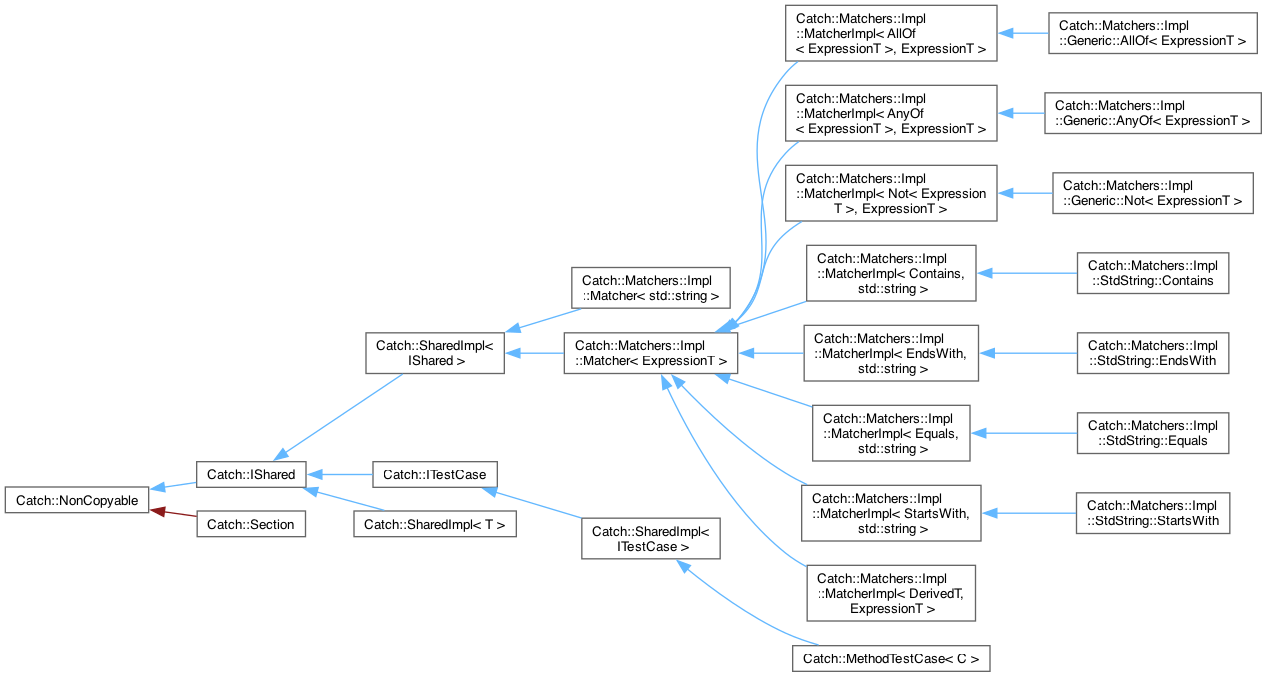 Catch::NonCopyable
Catch::IShared
Catch::Section
Catch::SharedImpl<
IShared >
Catch::ITestCase
Catch::SharedImpl< T >
Catch::Matchers::Impl
::Matcher< std::string >
Catch::Matchers::Impl
::Matcher< ExpressionT >
Catch::SharedImpl<
ITestCase >
Catch::Matchers::Impl
::MatcherImpl< AllOf
< ExpressionT >, ExpressionT >
Catch::Matchers::Impl
::MatcherImpl< AnyOf
< ExpressionT >, ExpressionT >
Catch::Matchers::Impl
::MatcherImpl< Not< Expression
T >, ExpressionT >
Catch::Matchers::Impl
::MatcherImpl< Contains,
std::string >
Catch::Matchers::Impl
::MatcherImpl< EndsWith,
std::string >
Catch::Matchers::Impl
::MatcherImpl< Equals,
std::string >
Catch::Matchers::Impl
::MatcherImpl< StartsWith,
std::string >
Catch::Matchers::Impl
::MatcherImpl< DerivedT,
ExpressionT >
Catch::MethodTestCase< C >
Catch::Matchers::Impl
::Generic::AllOf< ExpressionT >
Catch::Matchers::Impl
::Generic::AnyOf< ExpressionT >
Catch::Matchers::Impl
::Generic::Not< ExpressionT >
Catch::Matchers::Impl
::StdString::Contains
Catch::Matchers::Impl
::StdString::EndsWith
Catch::Matchers::Impl
::StdString::Equals
Catch::Matchers::Impl
::StdString::StartsWith